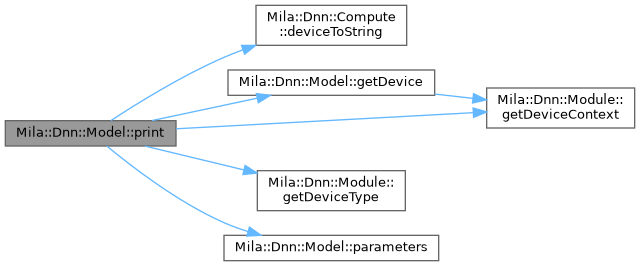 Mila::Dnn::Model::print
Mila::Dnn::Compute
::deviceToString
Mila::Dnn::Model::getDevice
Mila::Dnn::Module::
getDeviceContext
Mila::Dnn::Module::
getDeviceType
Mila::Dnn::Model::parameters